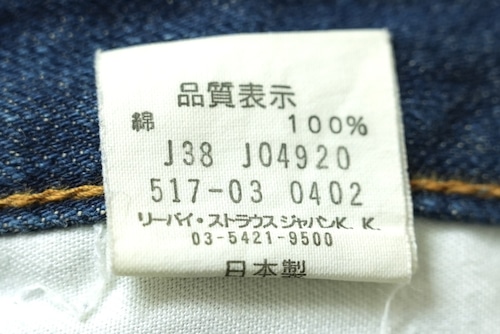 品質表示
綿 100%
J38 J04920
517-03 0402
リーバイ・ストラウス ジャパンK.K.
03-5421-9500
日本製